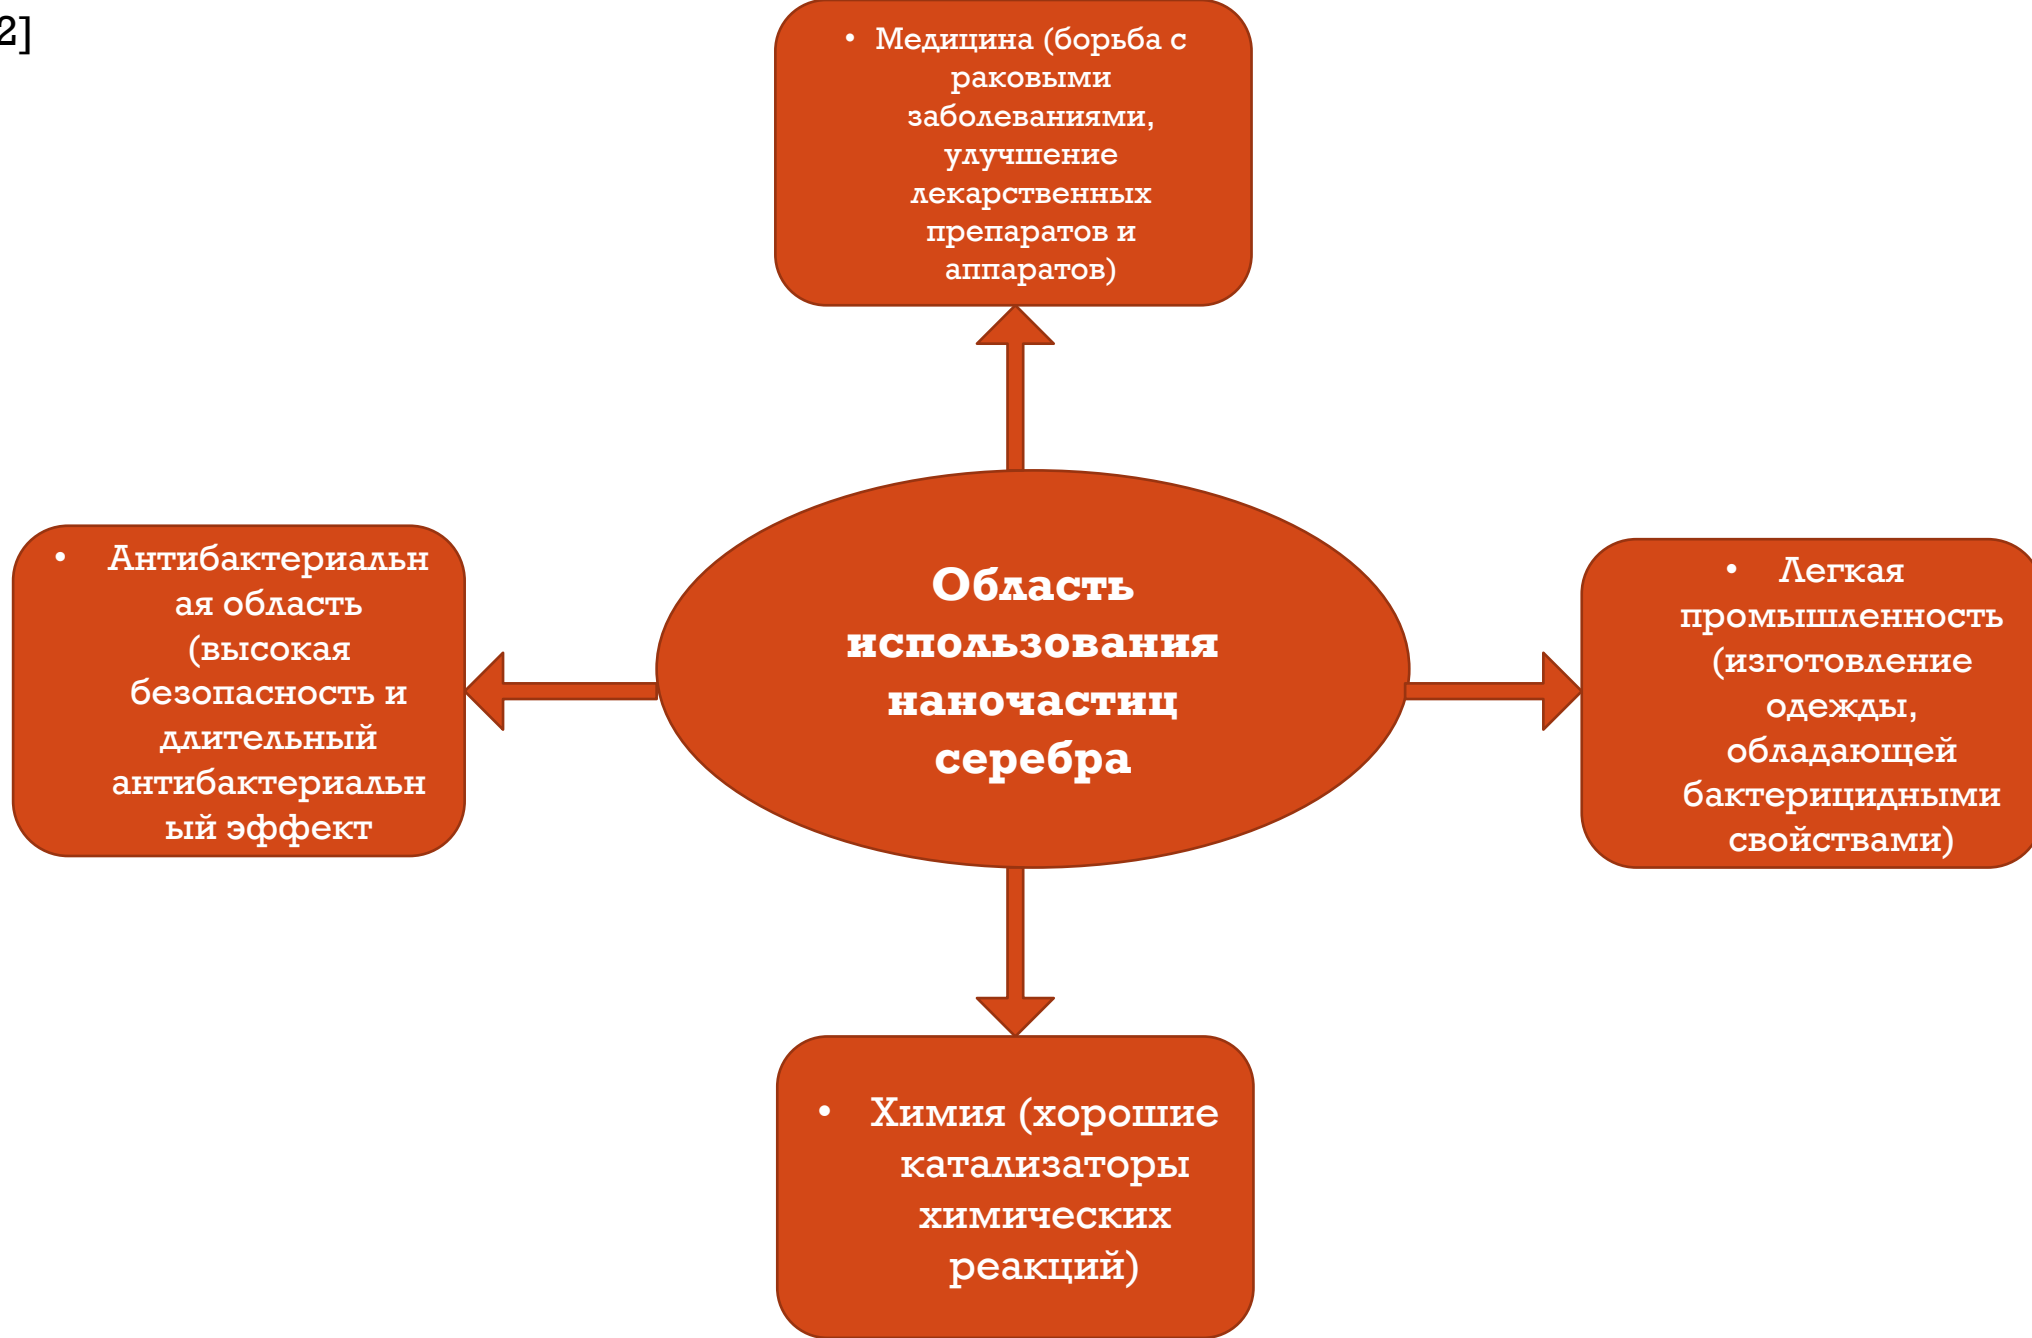 2]
• Медицина (борьба с
раковыми
заболеваниями,
улучшение
лекарственных
препаратов и
аппаратов)
• Антибактериальн
ая область
(высокая
безопасность и
длительный
антибактериальн
ый эффект
Область
использования
наночастиц
серебра
• Легкая
промышленность
(изготовление
одежды,
обладающей
бактерицидными
свойствами)
• Химия (хорошие
катализаторы
химических
реакций)